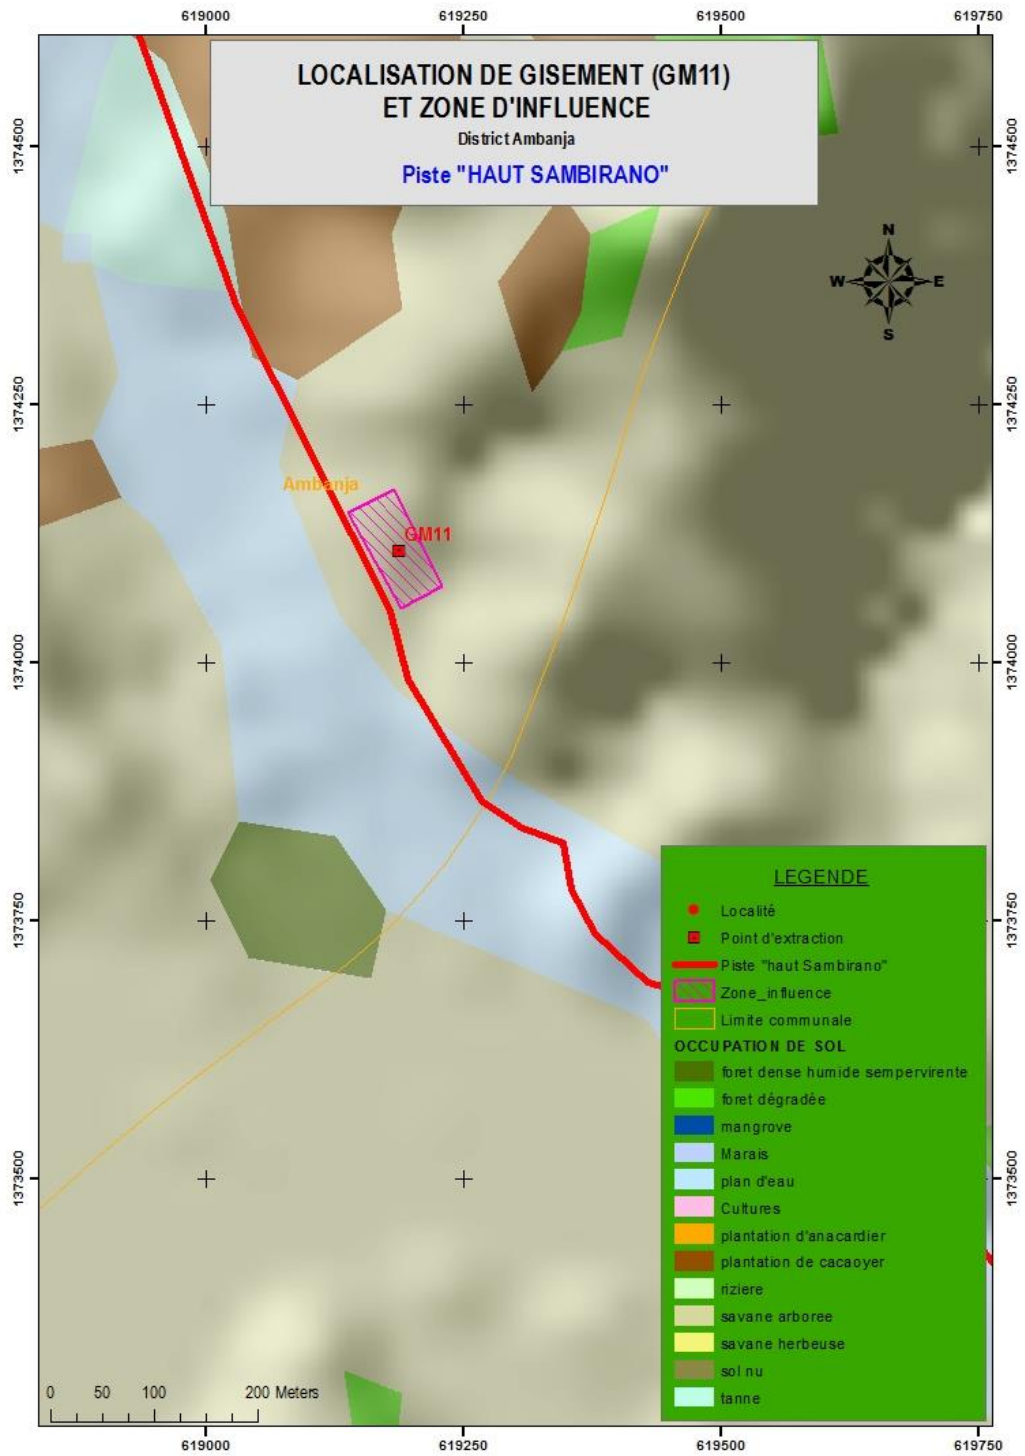 619000 619250 619500 619750
LOCALISATION DE GISEMENT (GM11)
ET ZONE D'INFLUENCE
District Ambanja
Piste "HAUT SAMBIRANO"
1374500 1374500
N
W E
S
1374250 1374250
Ambanja
GM11
1374000 1374000
LEGENDE
Localité
Point d'extraction
Piste "haut Sambirano"
Zone_influence
Limite communale
OCCUPATION DE SOL
foret dense humide sempervirente
foret dégradée
mangrove
Marais
plan d'eau
Cultures
plantation d'anacardier
plantation de cacaoyer
riziere
savane arboree
savane herbeuse
sol nu
tanne
1373750 1373750
1373500 1373500
0 50 100 200 Meters
619000 619250 619500 619750